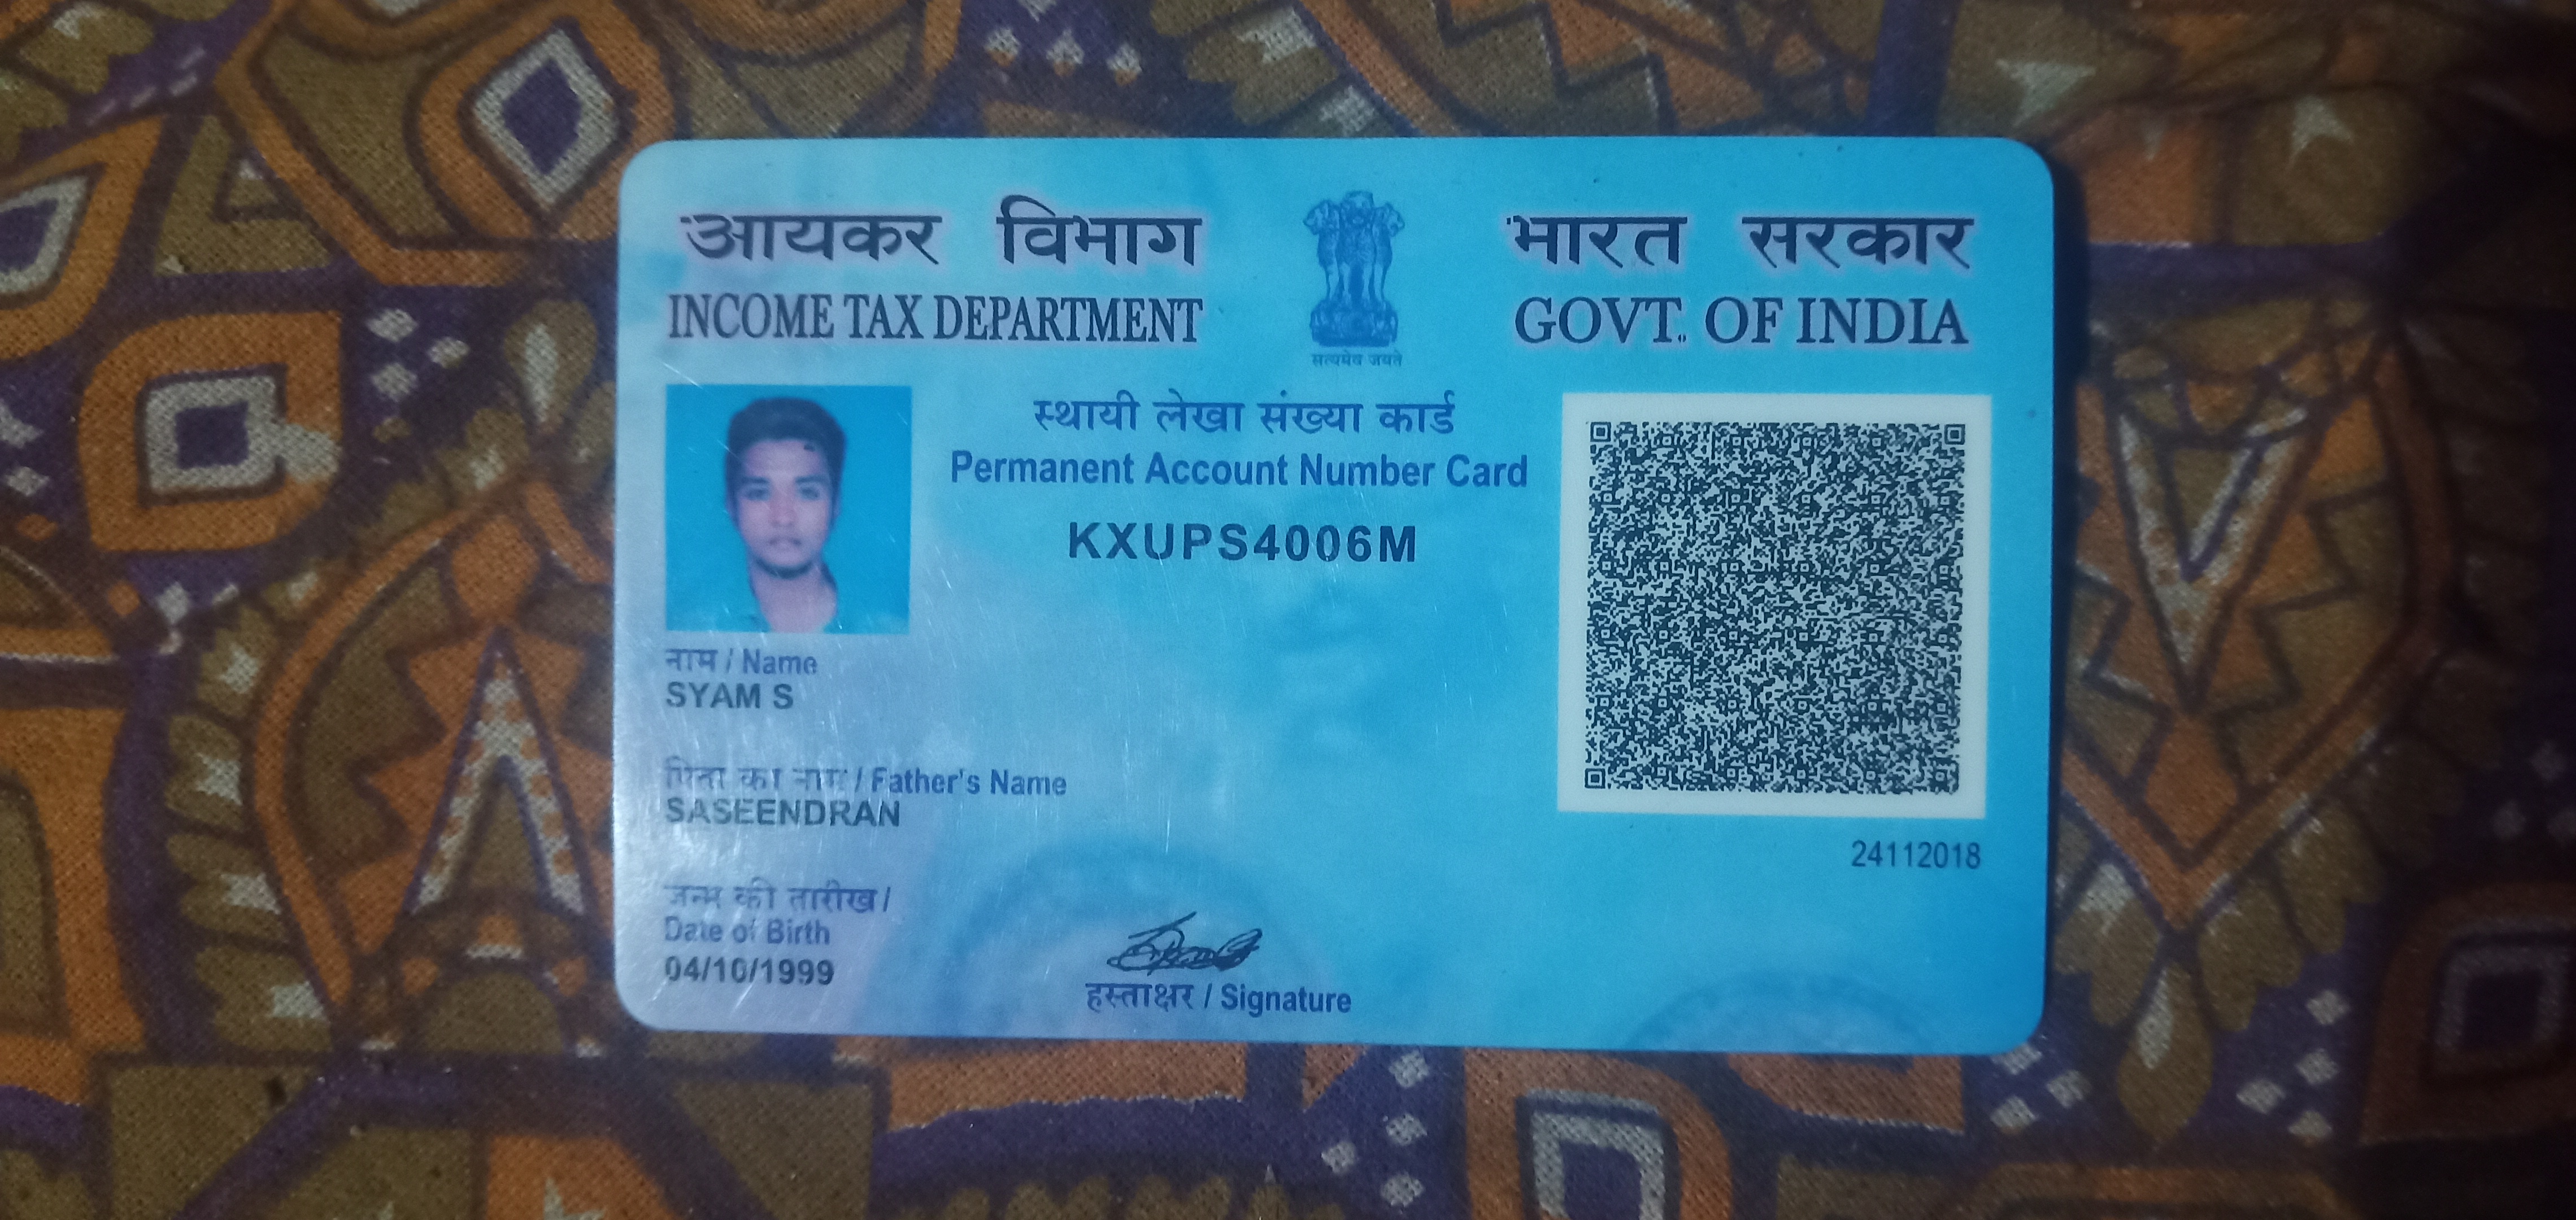 आयकर विभाग
INCOME TAX DEPARTMENT
सत्यमेव जयते
भारत सरकार
GOVT. OF INDIA
स्थायी लेखा संख्या कार्ड
Permanent Account Number Card
KXUPS4006M
नाम / Name
SYAM S
पिता का नाम / Father's Name
SASEENDRAN
जन्म की तारीख /
Date of Birth
04/10/1999
हस्ताक्षर / Signature
24112018